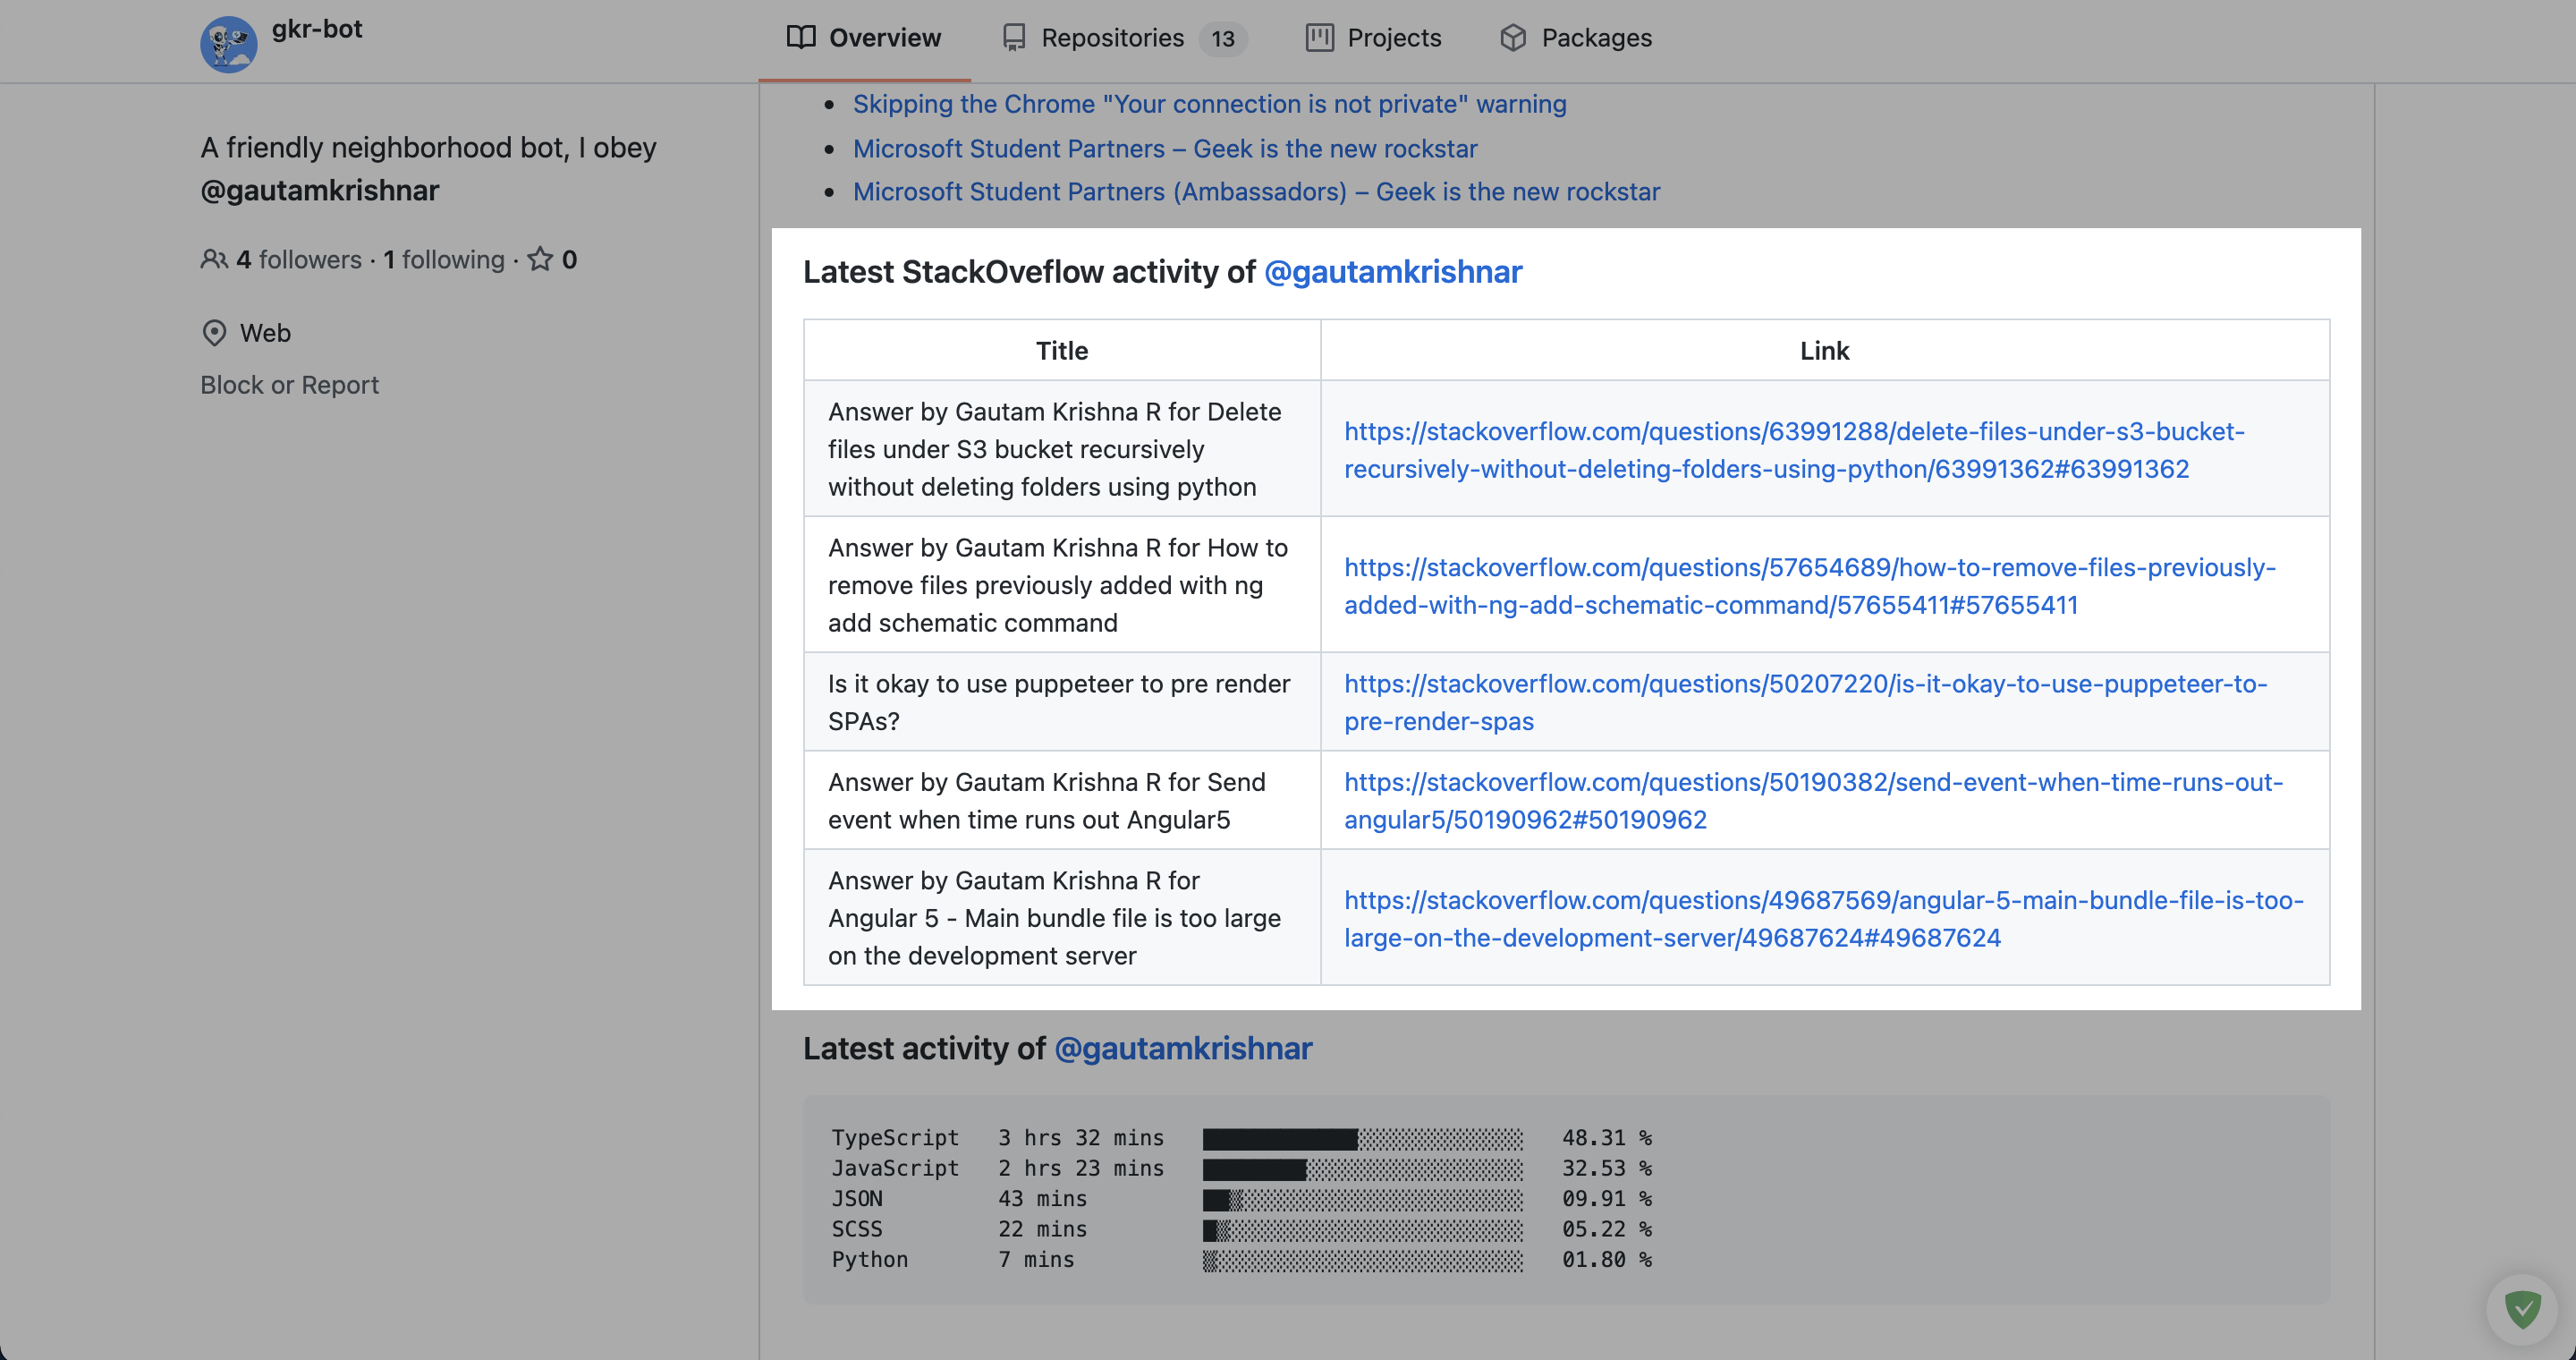 gkr-bot
Overview
Repositories 13
Projects
Packages
A friendly neighborhood bot, I obey
@gautamkrishnar
4 followers · 1 following · 0
Web
Block or Report
• Skipping the Chrome "Your connection is not private" warning
• Microsoft Student Partners – Geek is the new rockstar
• Microsoft Student Partners (Ambassadors) – Geek is the new rockstar
Latest StackOveflow activity of @gautamkrishnar
Title
Link
Answer by Gautam Krishna R for Delete
files under S3 bucket recursively
without deleting folders using python
https://stackoverflow.com/questions/63991288/delete-files-under-s3-bucket-
recursively-without-deleting-folders-using-python/63991362#63991362
Answer by Gautam Krishna R for How to
remove files previously added with ng
add schematic command
https://stackoverflow.com/questions/57654689/how-to-remove-files-previously-
added-with-ng-add-schematic-command/57655411#57655411
Is it okay to use puppeteer to pre render
SPAs?
https://stackoverflow.com/questions/50207220/is-it-okay-to-use-puppeteer-to-
pre-render-spas
Answer by Gautam Krishna R for Send
event when time runs out Angular5
https://stackoverflow.com/questions/50190382/send-event-when-time-runs-out-
angular5/50190962#50190962
Answer by Gautam Krishna R for
Angular 5 - Main bundle file is too large
on the development server
https://stackoverflow.com/questions/49687569/angular-5-main-bundle-file-is-too-
large-on-the-development-server/49687624#49687624
Latest activity of @gautamkrishnar
TypeScript 3 hrs 32 mins 48.31 %
JavaScript 2 hrs 23 mins 32.53 %
JSON 43 mins 09.91 %
SCSS 22 mins 05.22 %
Python 7 mins 01.80 %